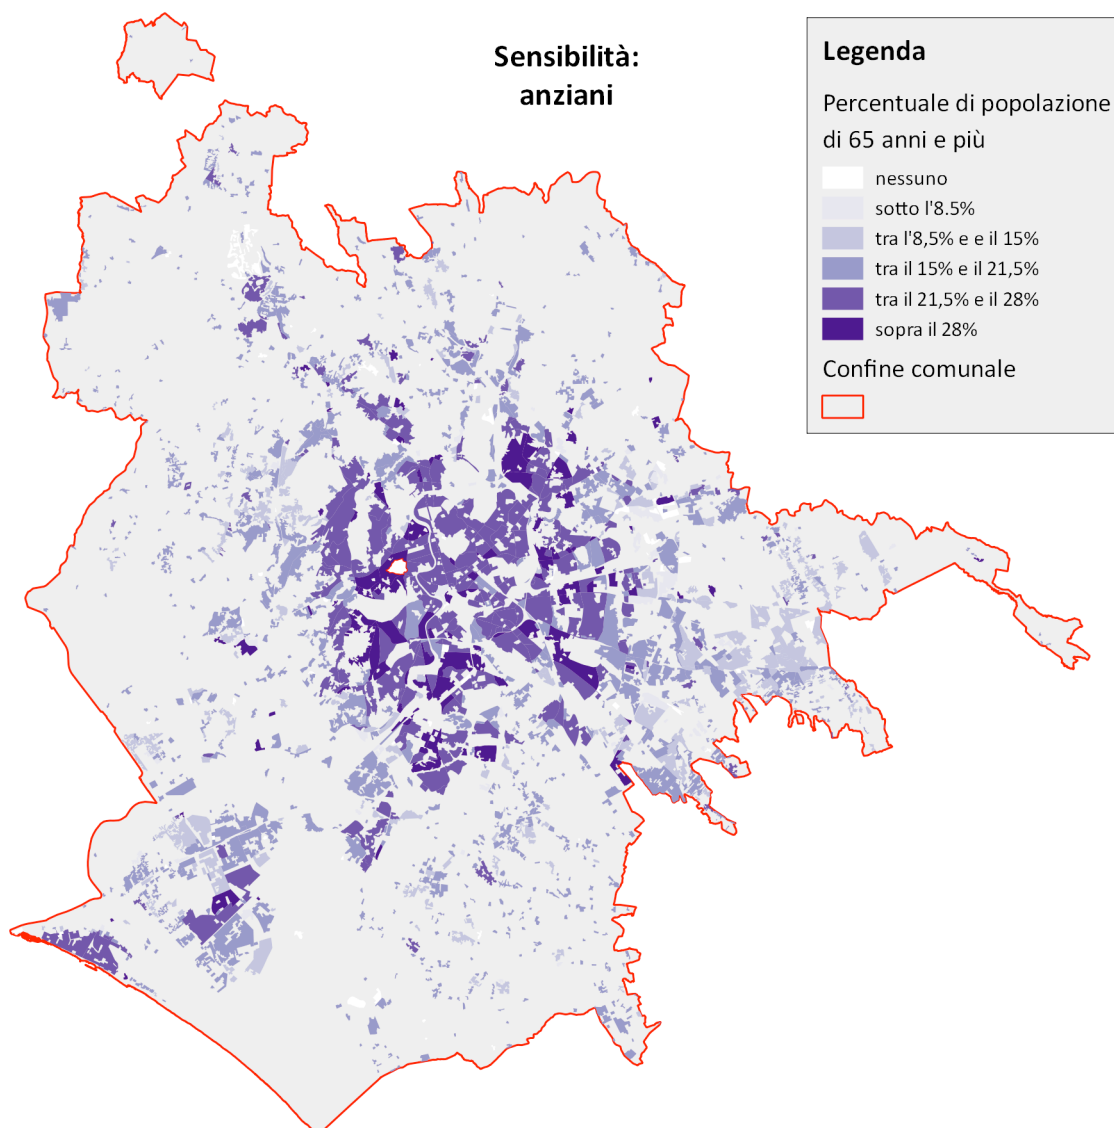 Sensibilità:
anziani
Legenda
Percentuale di popolazione
di 65 anni e più
nessuno
sotto l'8.5%
tra l'8,5% e e il 15%
tra il 15% e il 21,5%
tra il 21,5% e il 28%
sopra il 28%
Confine comunale